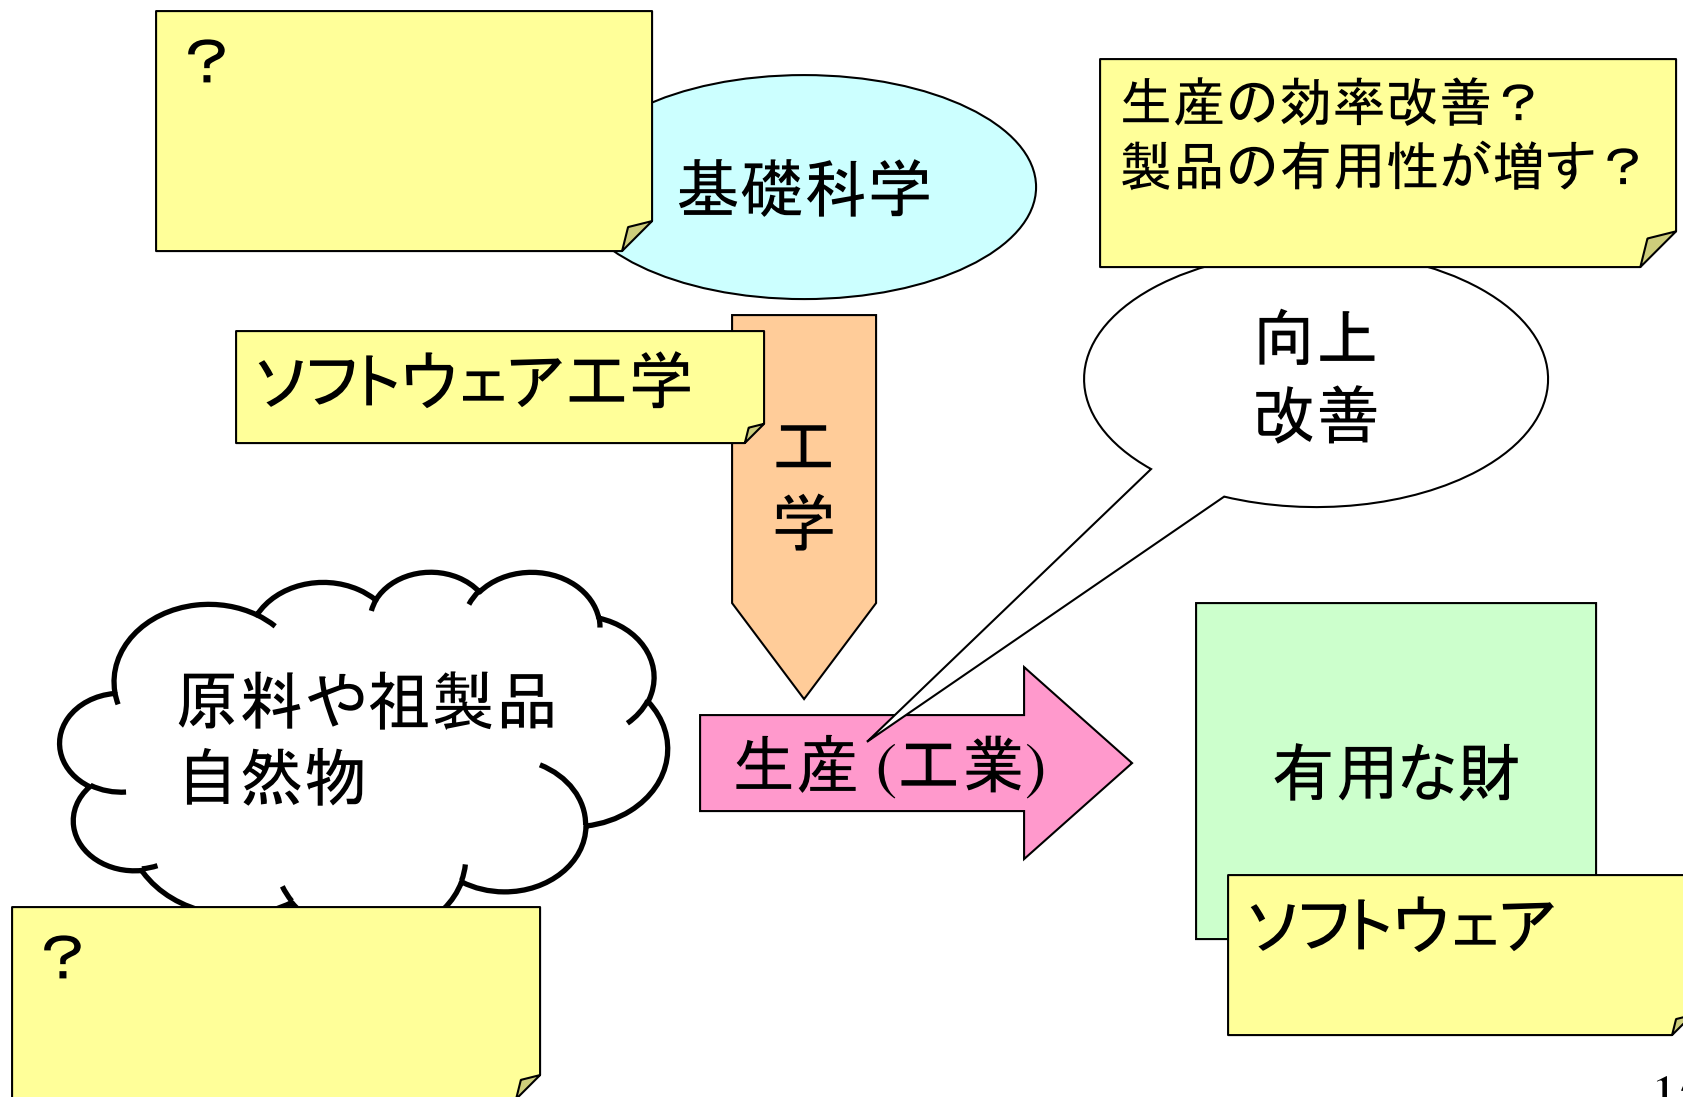 ？
基礎科学
生産の効率改善？
製品の有用性が増す？
ソフトウェア工学
工
学
向上
改善
原料や祖製品
自然物
生産 (工業)
有用な財
？
ソフトウェア